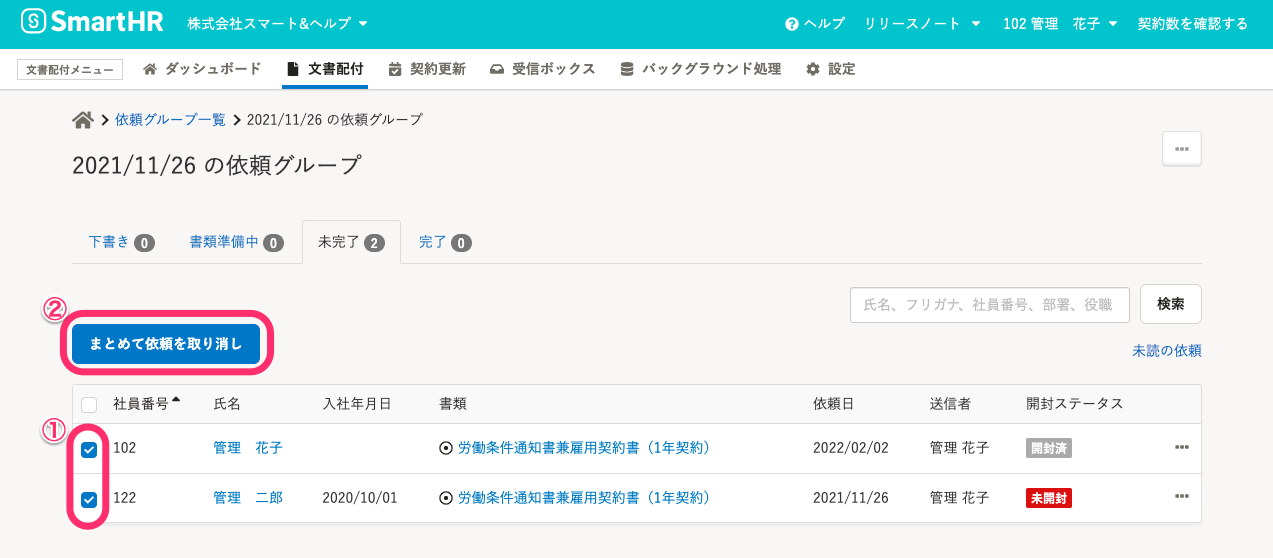 SmartHR 株式会社スマート&ヘルプ ヘルプ リリースノート 102 管理 花子 契約数を確認する
文書配付メニュー ダッシュボード 文書配付 契約更新 受信ボックス バックグラウンド処理 設定
依頼グループ一覧 2021/11/26 の依頼グループ
2021/11/26 の依頼グループ
下書き 0 書類準備中 0 未完了 2 完了 0
氏名、フリガナ、社員番号、部署、役職 検索
②
まとめて依頼を取り消し
未読の依頼
社員番号 氏名 入社年月日 書類 依頼日 送信者 開封ステータス
①
102 管理 花子 労働条件通知書兼雇用契約書（1年契約） 2022/02/02 管理 花子 開封済
122 管理 二郎 2020/10/01 労働条件通知書兼雇用契約書（1年契約） 2021/11/26 管理 花子 未開封